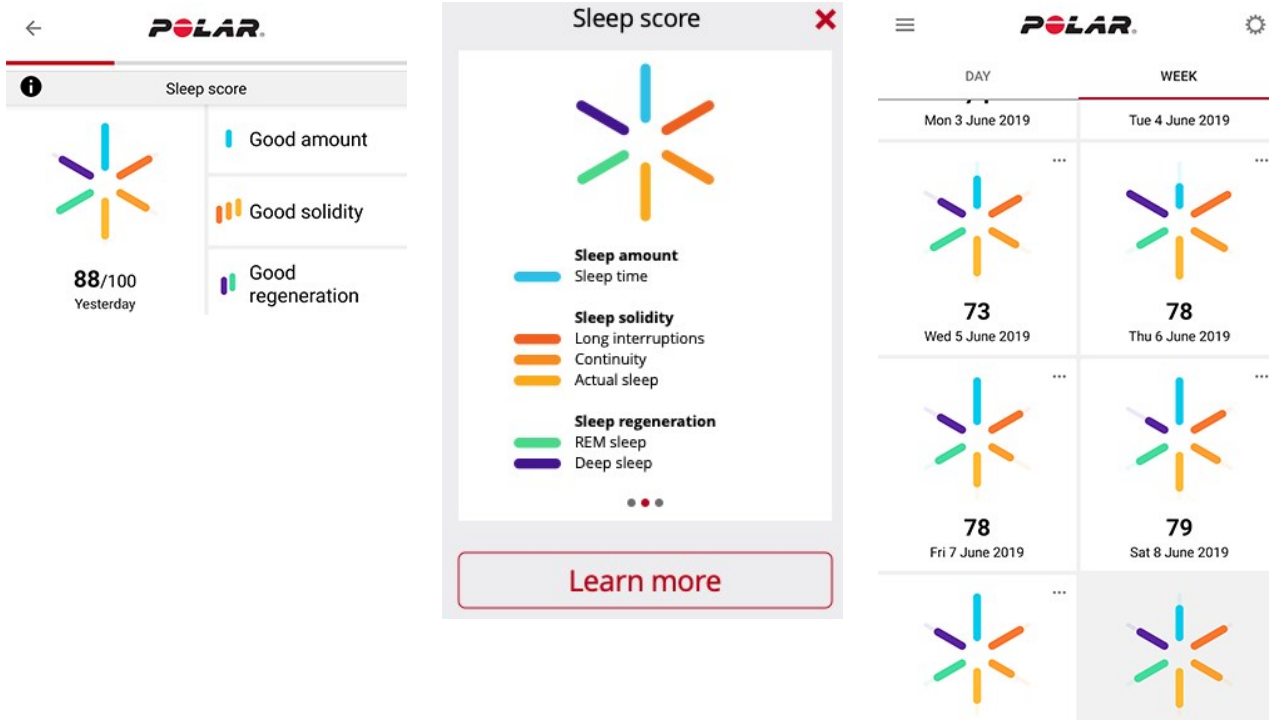 POLAR
Sleep score
Good amount
Good solidity
Good
regeneration
88/100
Yesterday
Sleep score
Sleep amount
Sleep time
Sleep solidity
Long interruptions
Continuity
Actual sleep
Sleep regeneration
REM sleep
Deep sleep
Learn more
POLAR
DAY
WEEK
Mon 3 June 2019
Tue 4 June 2019
73
Wed 5 June 2019
78
Thu 6 June 2019
78
Fri 7 June 2019
79
Sat 8 June 2019